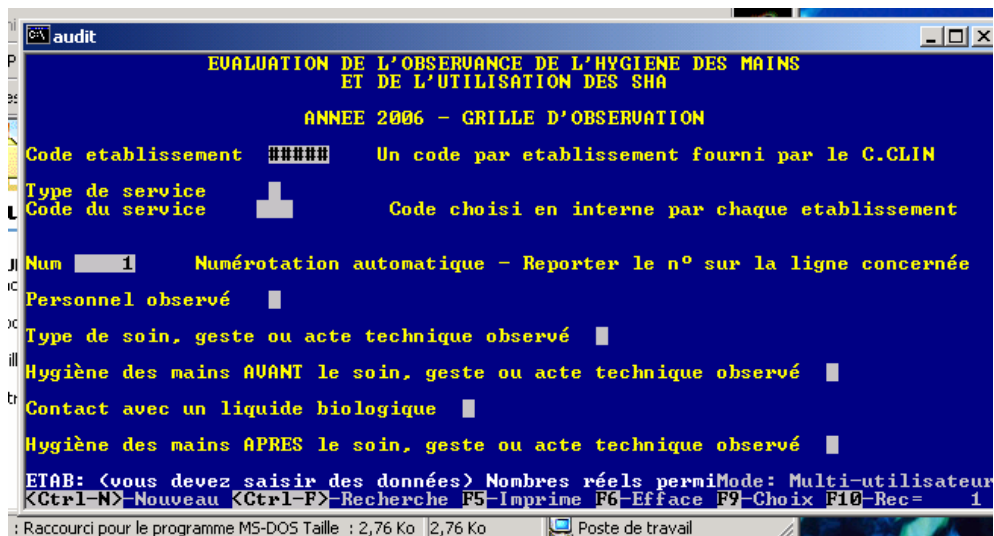 audit
EVALUATION DE L'OBSERVANCE DE L'HYGIENE DES MAINS
ET DE L'UTILISATION DES SHA
ANNEE 2006 - GRILLE D'OBSERVATION
Code etablissement ##### Un code par etablissement fourni par le C.CLIN
Type de service
Code du service Code choisi en interne par chaque etablissement
Num 1 Numérotation automatique - Reporter le nº sur la ligne concernée
Personnel observé
Type de soin, geste ou acte technique observé
Hygiène des mains AVANT le soin, geste ou acte technique observé
Contact avec un liquide biologique
Hygiène des mains APRES le soin, geste ou acte technique observé
ETAB: (vous devez saisir des données) Nombres réels permiMode: Multi-utilisateur
<Ctrl-N>-Nouveau <Ctrl-F>-Recherche F5-Imprime F6-Efface F9-Choix F10-Rec= 1
: Raccourci pour le programme MS-DOS Taille : 2,76 Ko 2,76 Ko Poste de travail